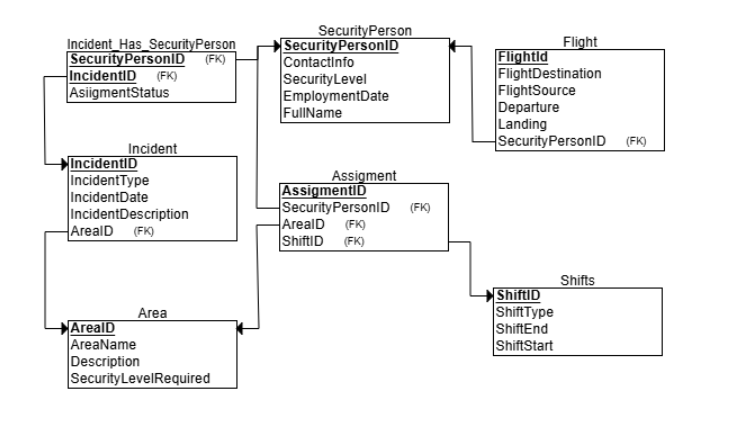 Incident_Has_SecurityPerson
SecurityPersonID (FK)
IncidentID (FK)
AsiigmentStatus
SecurityPerson
SecurityPersonID
ContactInfo
SecurityLevel
EmploymentDate
FullName
Flight
FlightId
FlightDestination
FlightSource
Departure
Landing
SecurityPersonID (FK)
Incident
IncidentID
IncidentType
IncidentDate
IncidentDescription
AreaID (FK)
Assigment
AssigmentID
SecurityPersonID (FK)
AreaID (FK)
ShiftID (FK)
Shifts
ShiftID
ShiftType
ShiftEnd
ShiftStart
Area
AreaID
AreaName
Description
SecurityLevelRequired